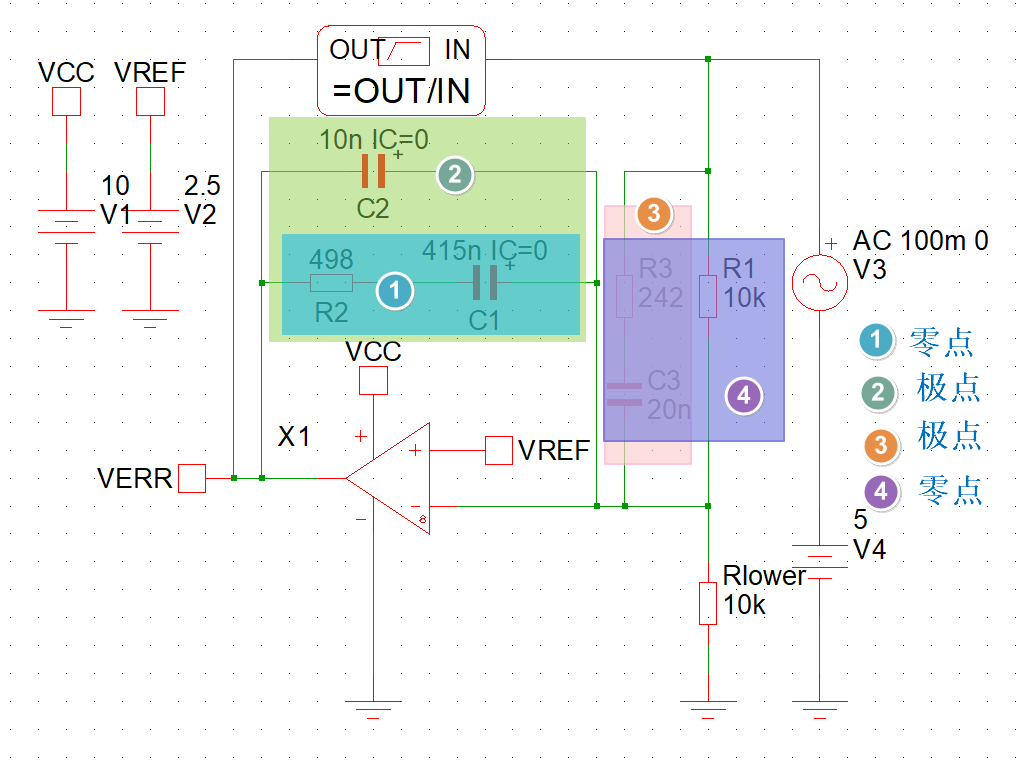 OUT IN
=OUT/IN
VCC VREF
10
V1
2.5
V2
10n IC=0
+
C2
2
498
R2
1
415n IC=0
+
C1
3
R3
242
R1
10k
C3
20n
4
+
AC 100m 0
V3
1 零点
2 极点
3 极点
4 零点
VCC
X1
+
+
VREF
VERR
−
−
8
5
V4
Rlower
10k